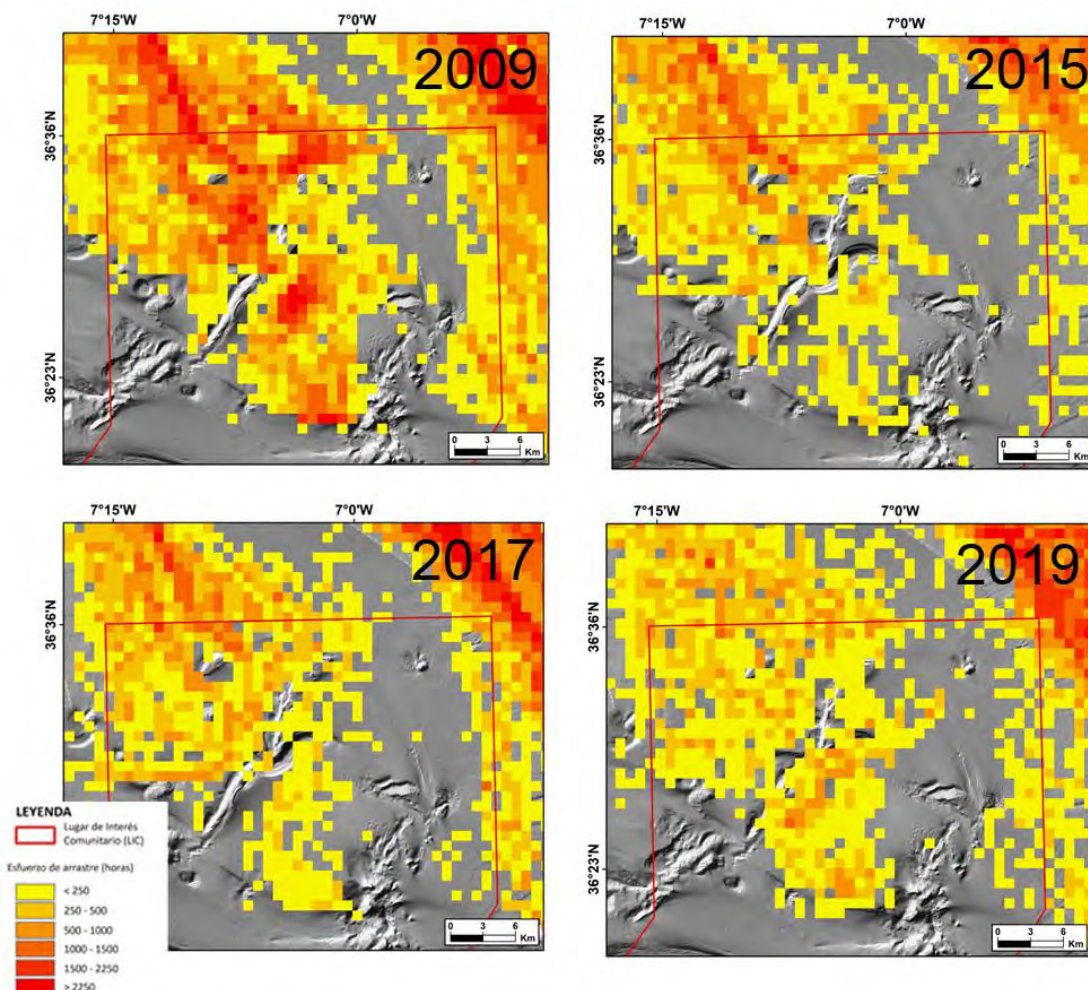 7°15'W 7°0'W
2009
36°36'N
36°23'N
0 3 6
Km
7°15'W 7°0'W
2015
36°36'N
36°23'N
0 3 6
Km
7°15'W 7°0'W
2017
36°36'N
LEYENDA
Lugar de Interés
Comunitario (LIC)
Esfuerzo de arrastre (horas)
< 250
250 - 500
500 - 1000
1000 - 1500
1500 - 2250
> 2250
0 3 6
Km
7°15'W 7°0'W
2019
36°36'N
36°23'N
0 3 6
Km